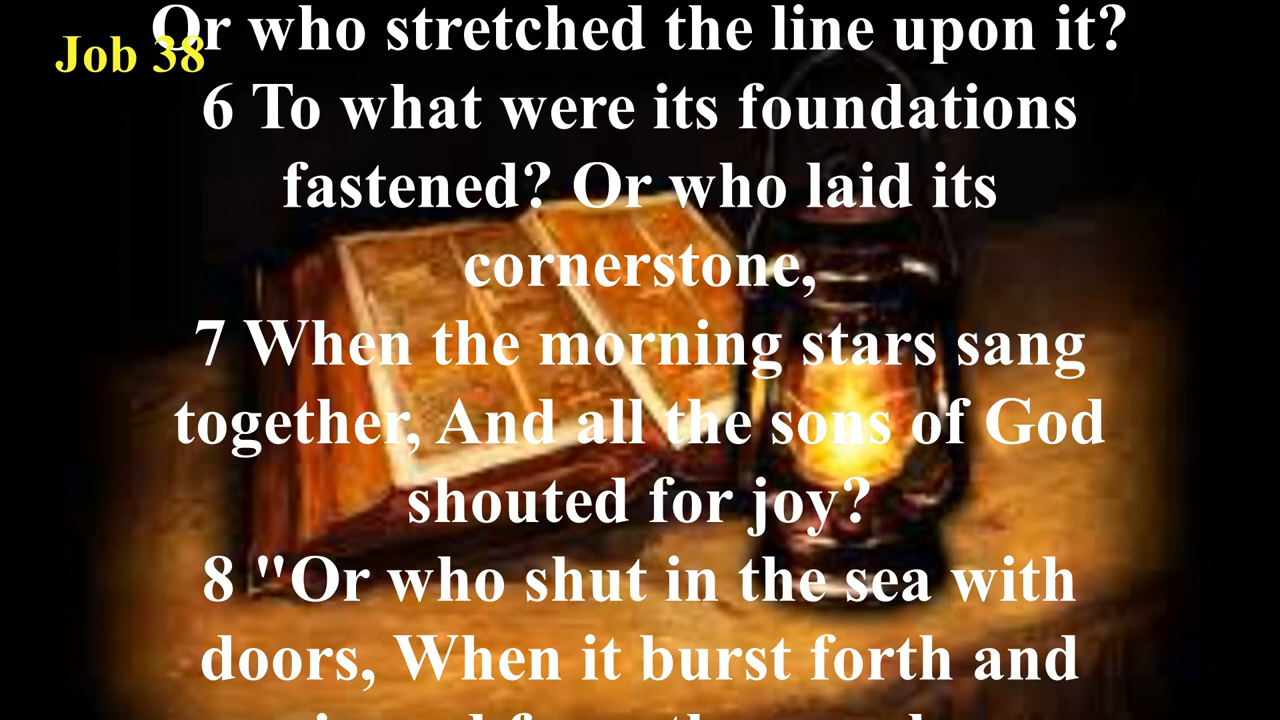 Job 38
Or who stretched the line upon it?
6 To what were its foundations
fastened? Or who laid its
cornerstone,
7 When the morning stars sang
together, And all the sons of God
shouted for joy?
8 "Or who shut in the sea with
doors, When it burst forth and